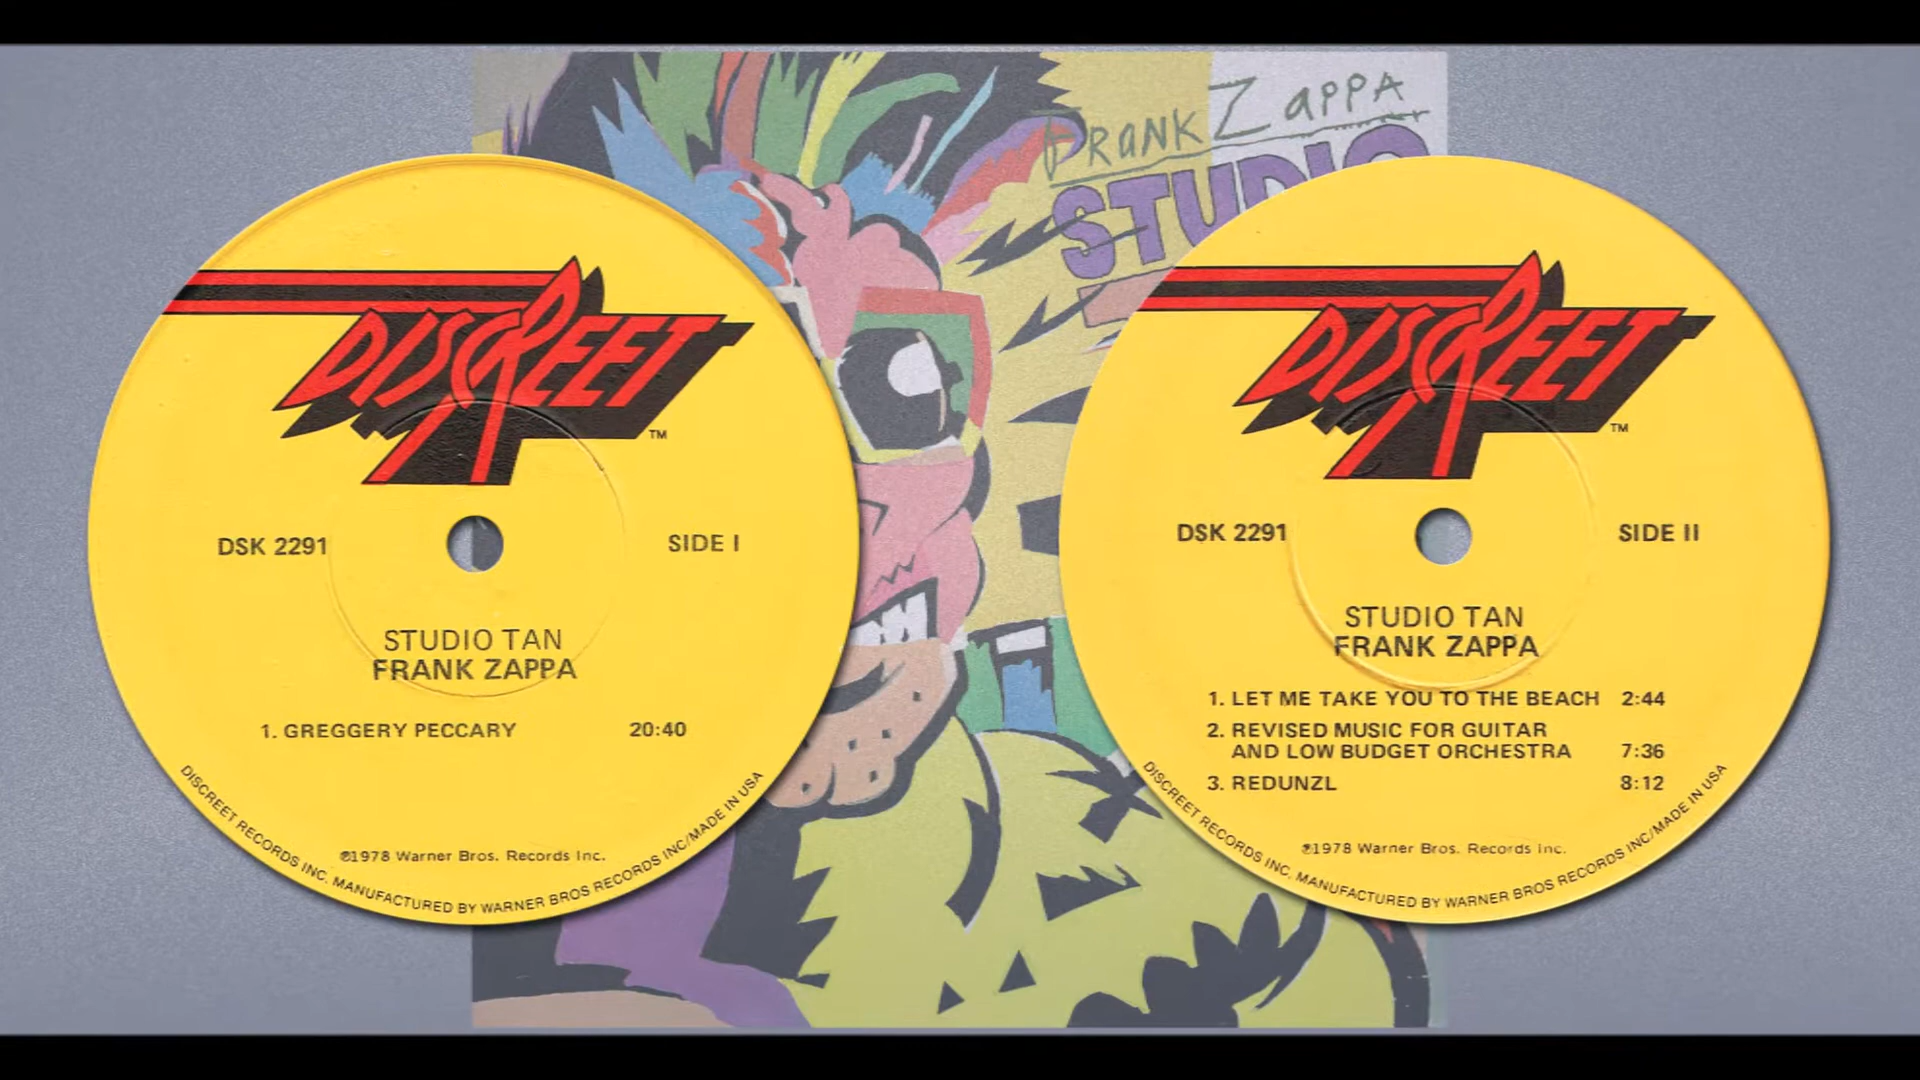 FRANK ZAPPA
STUDIO
DISCREET
TM
DSK 2291
SIDE I
STUDIO TAN
FRANK ZAPPA
1. GREGGERY PECCARY 20:40
℗1978 Warner Bros. Records Inc.
DISCREET RECORDS INC. MANUFACTURED BY WARNER BROS RECORDS INC/MADE IN USA
DISCREET
TM
DSK 2291
SIDE II
STUDIO TAN
FRANK ZAPPA
1. LET ME TAKE YOU TO THE BEACH 2:44
2. REVISED MUSIC FOR GUITAR
AND LOW BUDGET ORCHESTRA 7:36
3. REDUNZL 8:12
℗1978 Warner Bros. Records Inc.
DISCREET RECORDS INC. MANUFACTURED BY WARNER BROS RECORDS INC/MADE IN USA